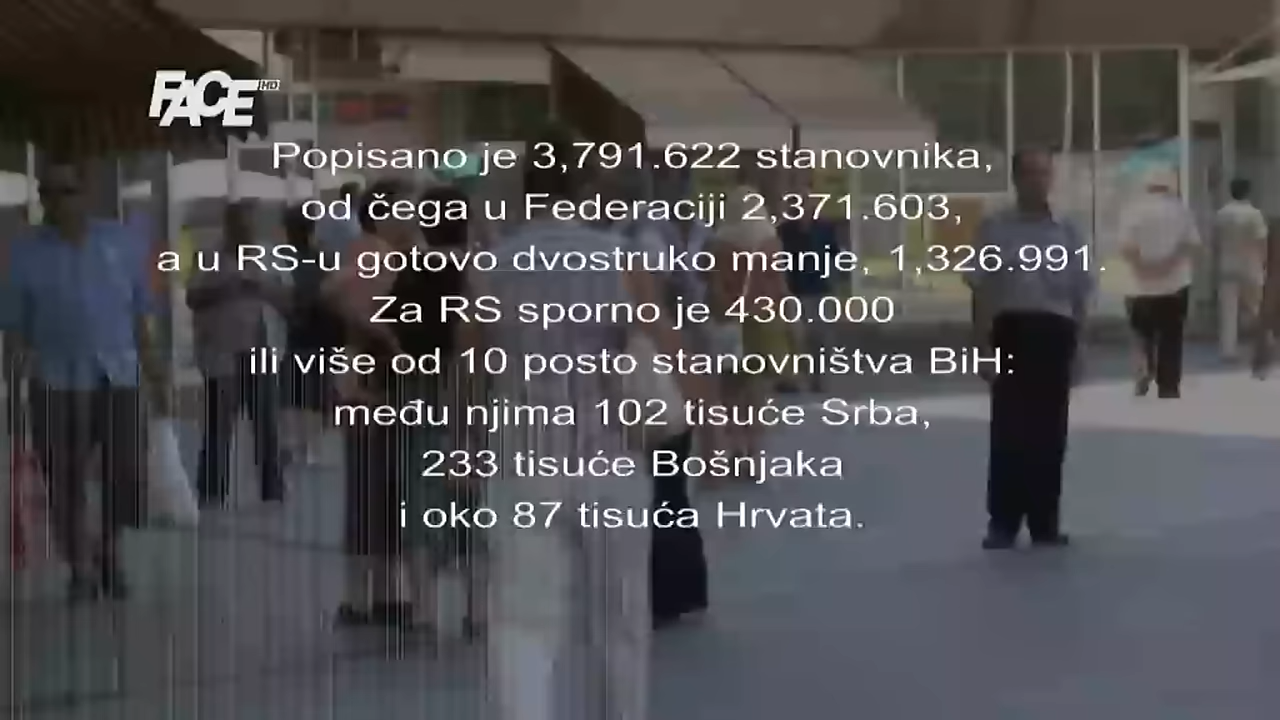 FACE HD
Popisano je 3,791.622 stanovnika,
od čega u Federaciji 2,371.603,
a u RS-u gotovo dvostruko manje, 1,326.991.
Za RS sporno je 430.000
ili više od 10 posto stanovništva BiH:
među njima 102 tisuće Srba,
233 tisuće Bošnjaka
i oko 87 tisuća Hrvata.